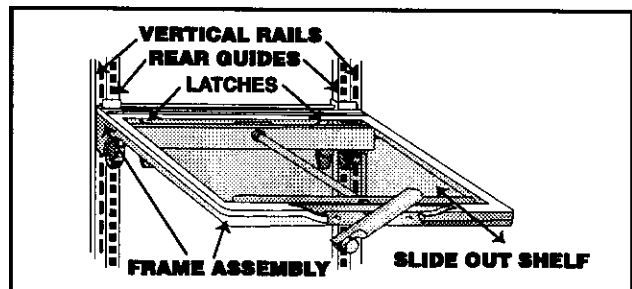 VERTICAL RAILS
REAR GUIDES
LATCHES
FRAME ASSEMBLY
SLIDE OUT SHELF